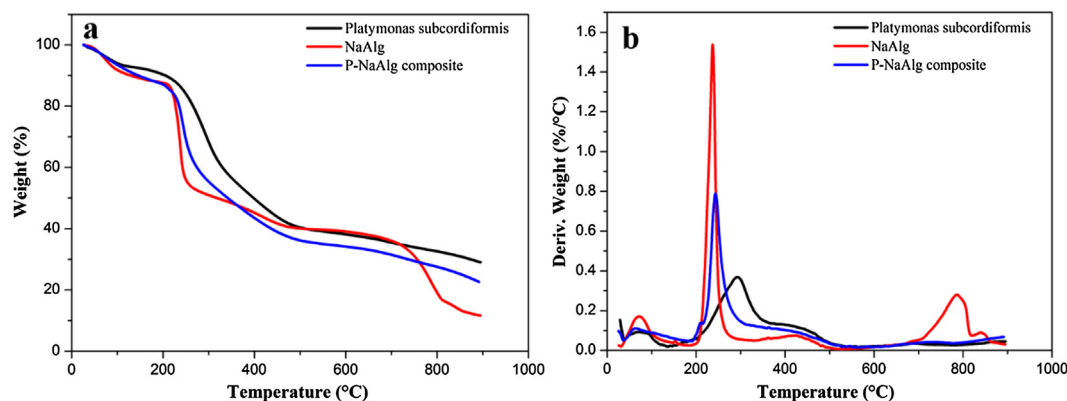 a
Platymonas subcordiformis
NaAlg
P-NaAlg composite
100
80
60
40
20
0
Weight (%)
0 200 400 600 800 1000
Temperature (°C)
b
Platymonas subcordiformis
NaAlg
P-NaAlg composite
1.6
1.4
1.2
1.0
0.8
0.6
0.4
0.2
0.0
Deriv. Weight (%/°C)
0 200 400 600 800 1000
Temperature (°C)